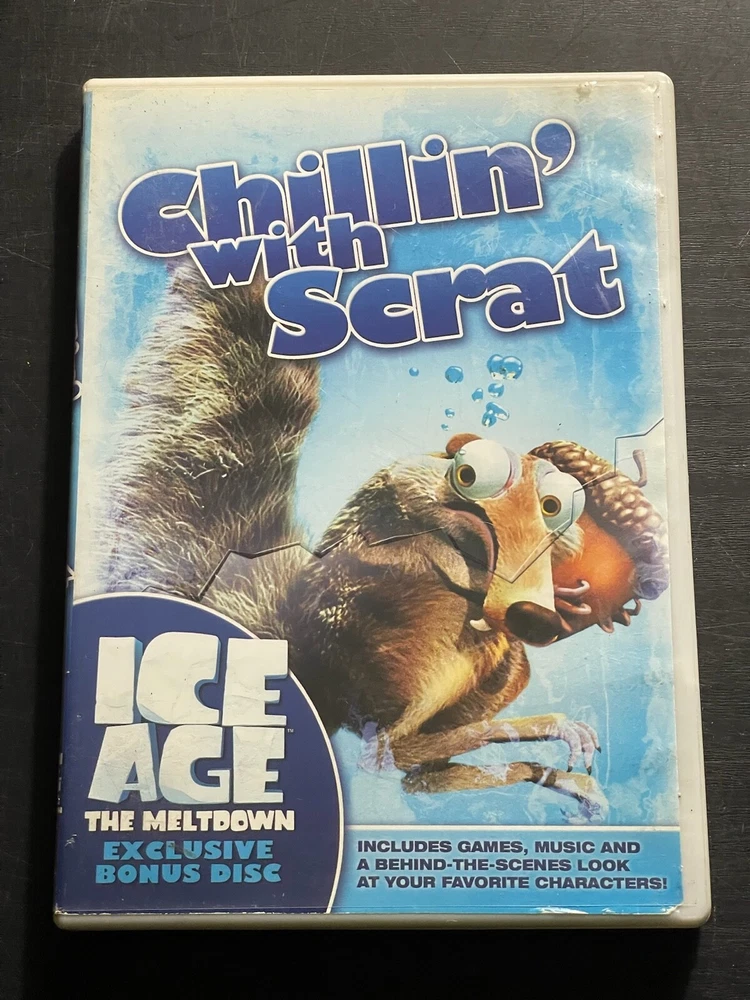 Chillin'
with
Scrat
ICE
AGE™
THE MELTDOWN
EXCLUSIVE
BONUS DISC
INCLUDES GAMES, MUSIC AND
A BEHIND-THE-SCENES LOOK
AT YOUR FAVORITE CHARACTERS!